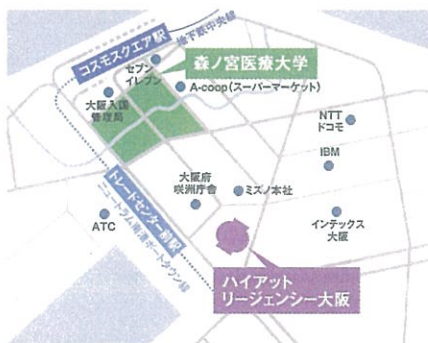 コスモスクエア駅
地下鉄中央線
セブン
イレブン
森ノ宮医療大学
A-coop(スーパーマーケット)
大阪入国
管理局
NTT
ドコモ
IBM
トレードセンター前駅
ニュートラム南港ポートタウン線
大阪府
咲洲庁舎
ミズノ本社
ATC
インテックス
大阪
ハイアット
リージェンシー大阪